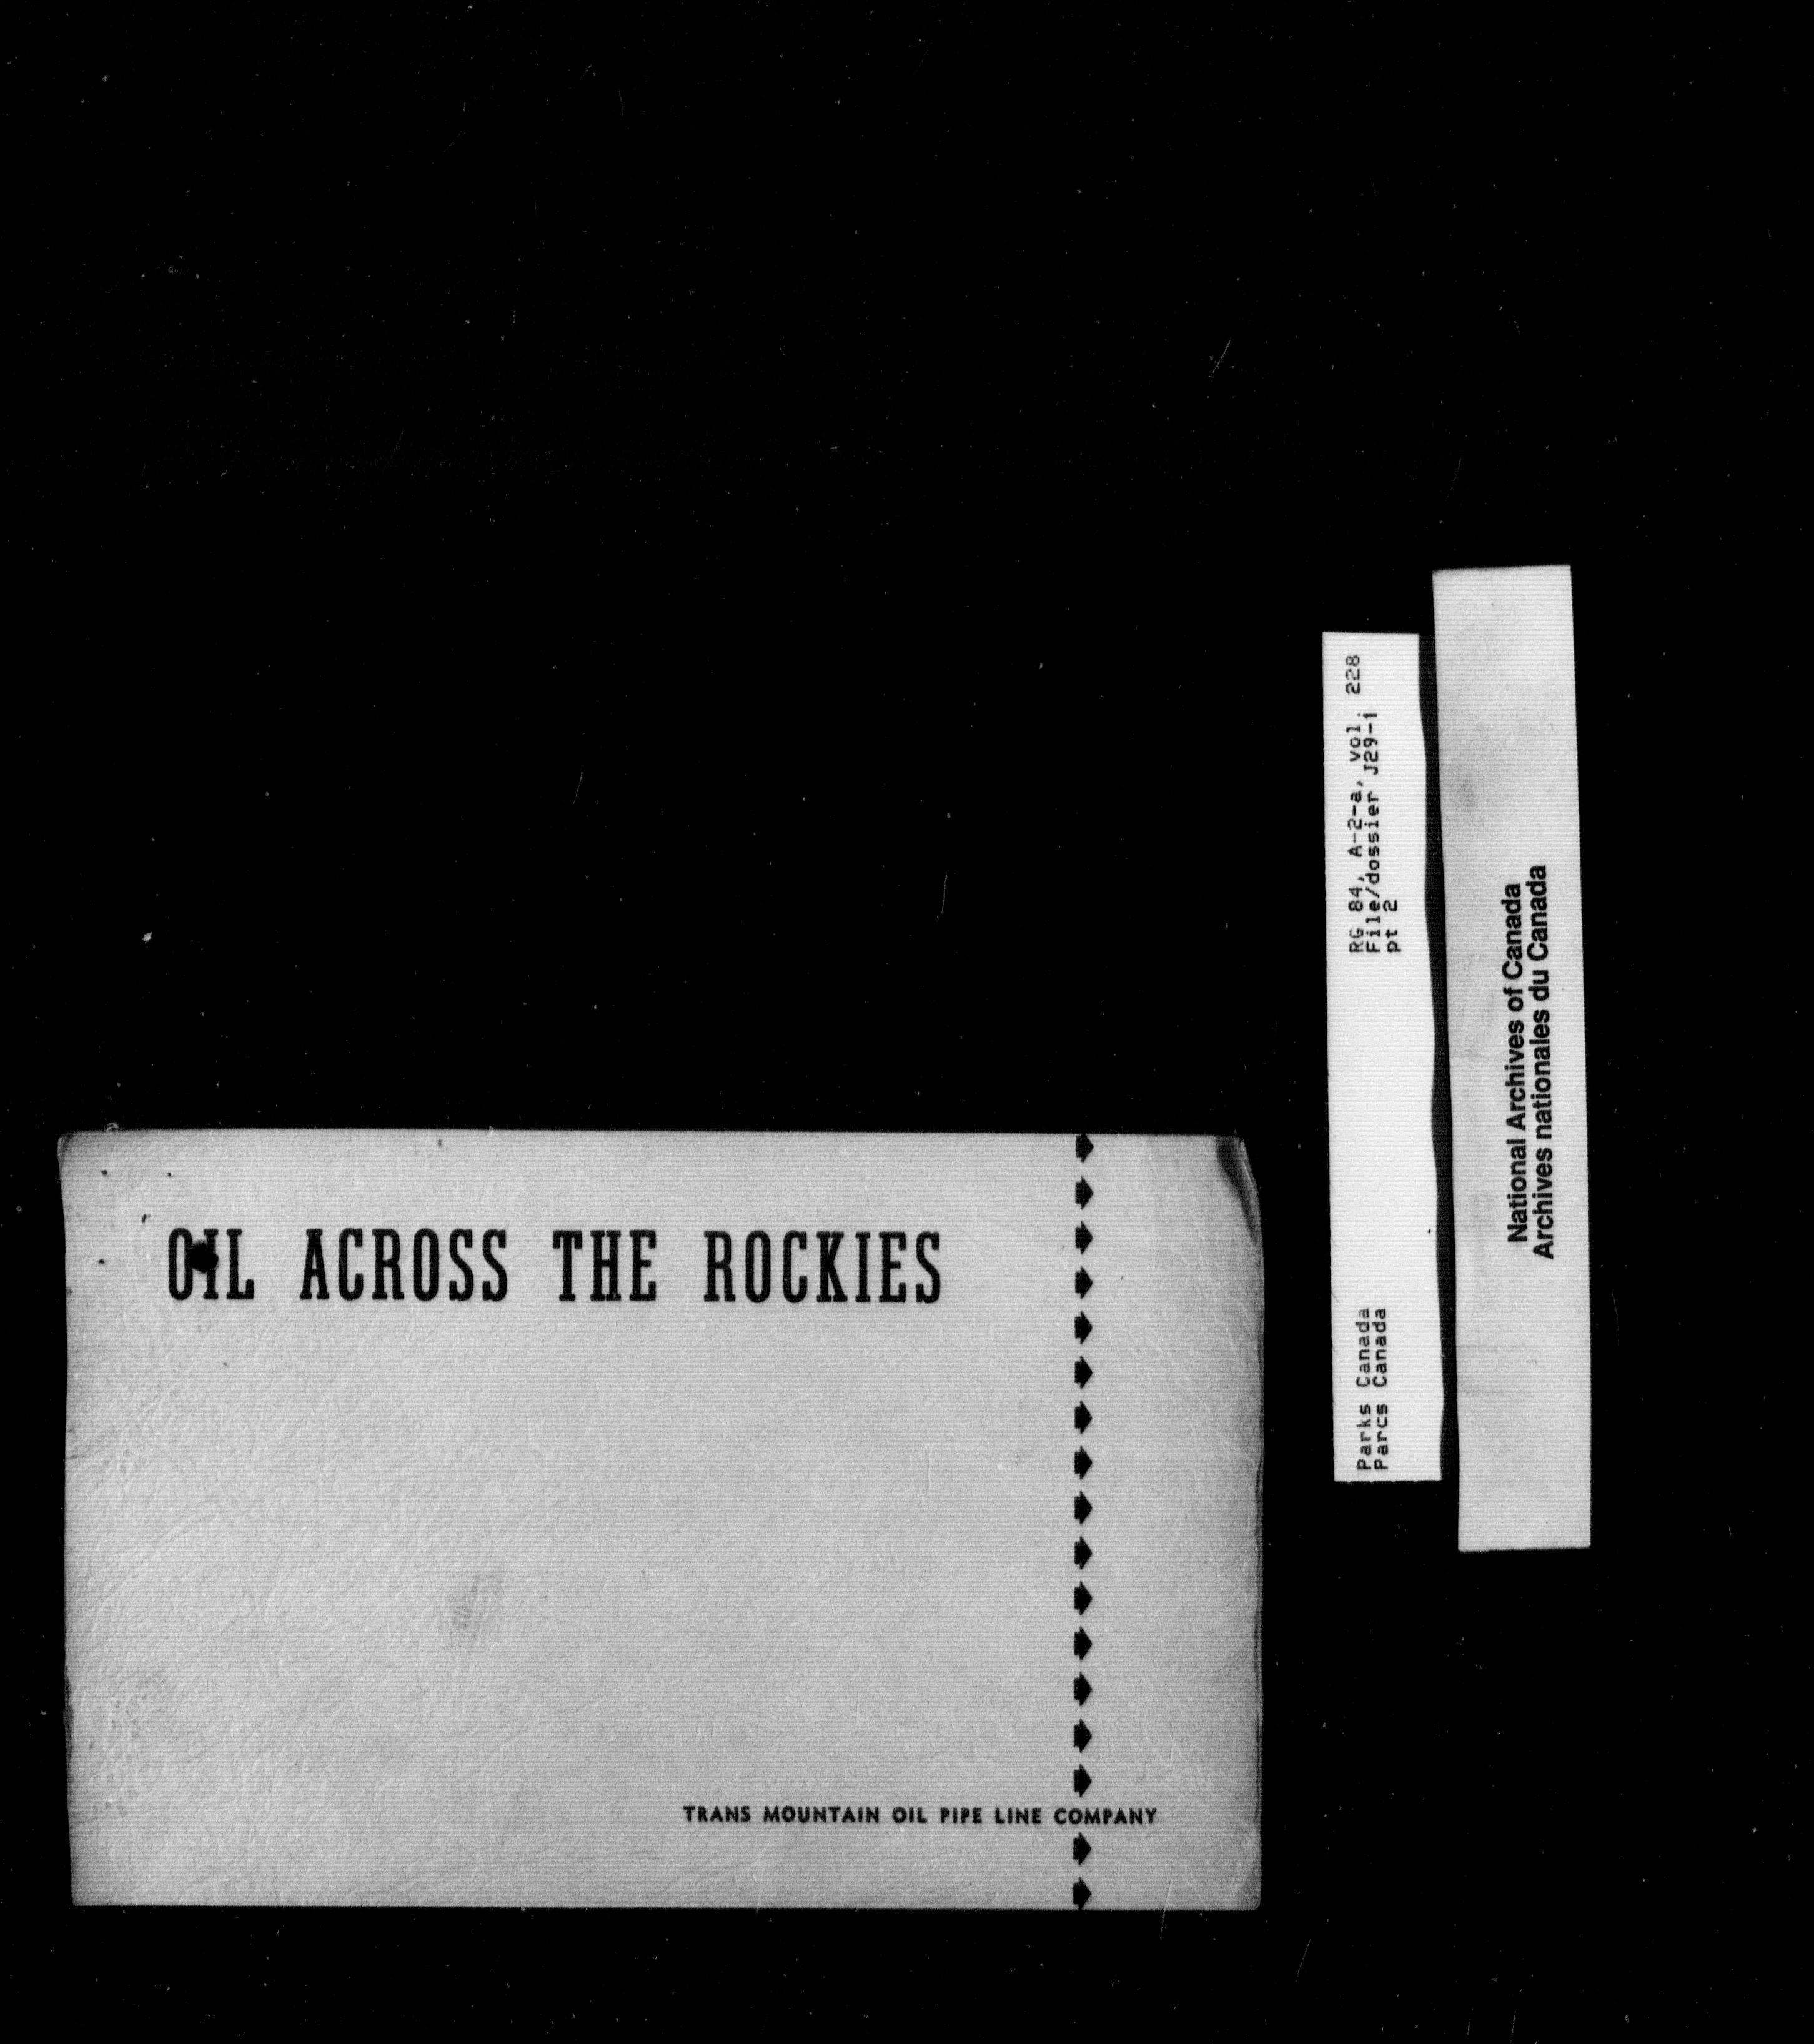 OIL ACROSS THE ROCKIES
TRANS MOUNTAIN OIL PIPE LINE COMPANY
Parks Canada
Parcs Canada
RG 84, A-2-a, vol. 228
File/dossier J29-1
pt 2
National Archives of Canada
Archives nationales du Canada